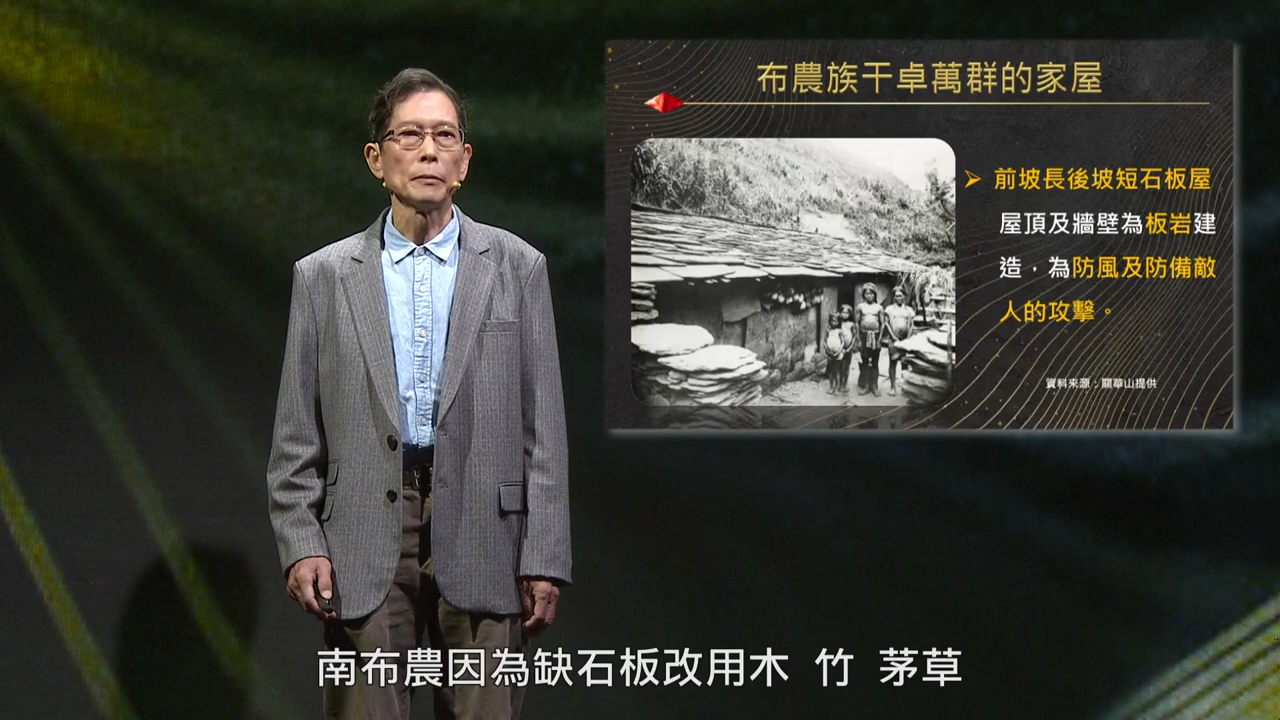 布農族干卓萬群的家屋
➢ 前坡長後坡短石板屋
屋頂及牆壁為板岩建
造，為防風及防備敵
人的攻擊。
資料來源：關華山提供
南布農因為缺石板改用木 竹 茅草